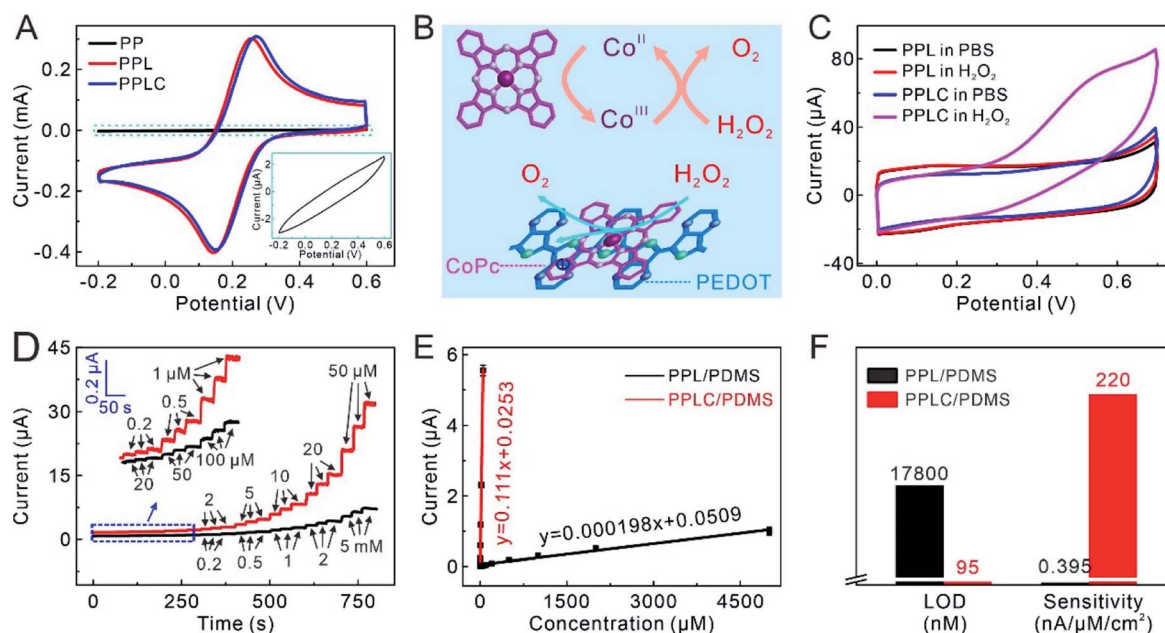 A
PP
PPL
PPLC
Current (mA)
0.2
0.0
-0.2
-0.4
-0.2 0.0 0.2 0.4 0.6
Potential (V)
Current (μA)
2
0
-2
-0.2 0.0 0.2 0.4 0.6
Potential (V)
B
Co^II
O₂
Co^III
H₂O₂
O₂
H₂O₂
CoPc
PEDOT
C
PPL in PBS
PPL in H₂O₂
PPLC in PBS
PPLC in H₂O₂
Current (μA)
80
40
0
-40
0.0 0.2 0.4 0.6
Potential (V)
D
Current (μA)
45
30
15
0
0 250 500 750
Time (s)
0.2 μA
50 s
1 μM
0.5
0.2
20
50
100 μM
2
5
10
20
50 μM
0.2
0.5
1
2
5 mM
E
PPL/PDMS
PPLC/PDMS
Current (μA)
6
4
2
0
0 1500 3000 4500
Concentration (μM)
y=0.111x+0.0253
y=0.000198x+0.0509
F
PPL/PDMS
PPLC/PDMS
17800
95
0.395
220
LOD
(nM)
Sensitivity
(nA/μM/cm²)